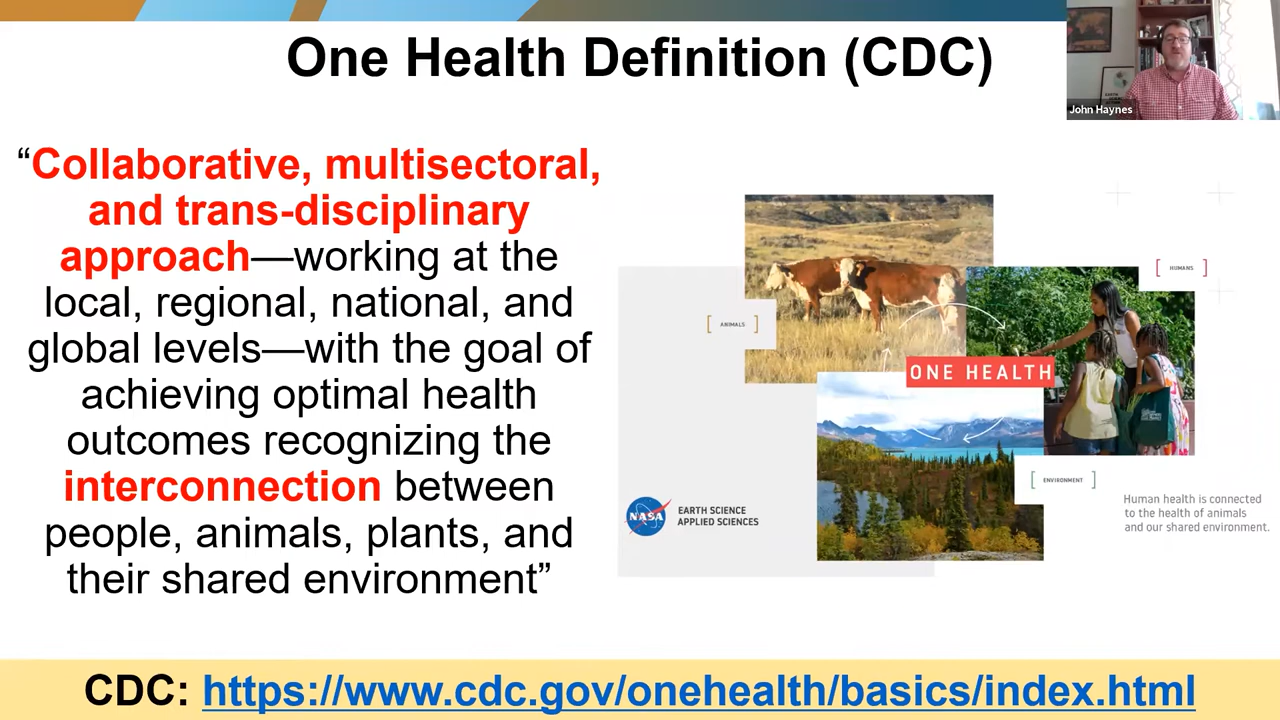 One Health Definition (CDC)
John Haynes
“Collaborative, multisectoral,
and trans-disciplinary
approach—working at the
local, regional, national, and
global levels—with the goal of
achieving optimal health
outcomes recognizing the
interconnection between
people, animals, plants, and
their shared environment”
[ HUMANS ]
[ ANIMALS ]
ONE HEALTH
[ ENVIRONMENT ]
NASA
EARTH SCIENCE
APPLIED SCIENCES
Human health is connected
to the health of animals
and our shared environment.
CDC: https://www.cdc.gov/onehealth/basics/index.html